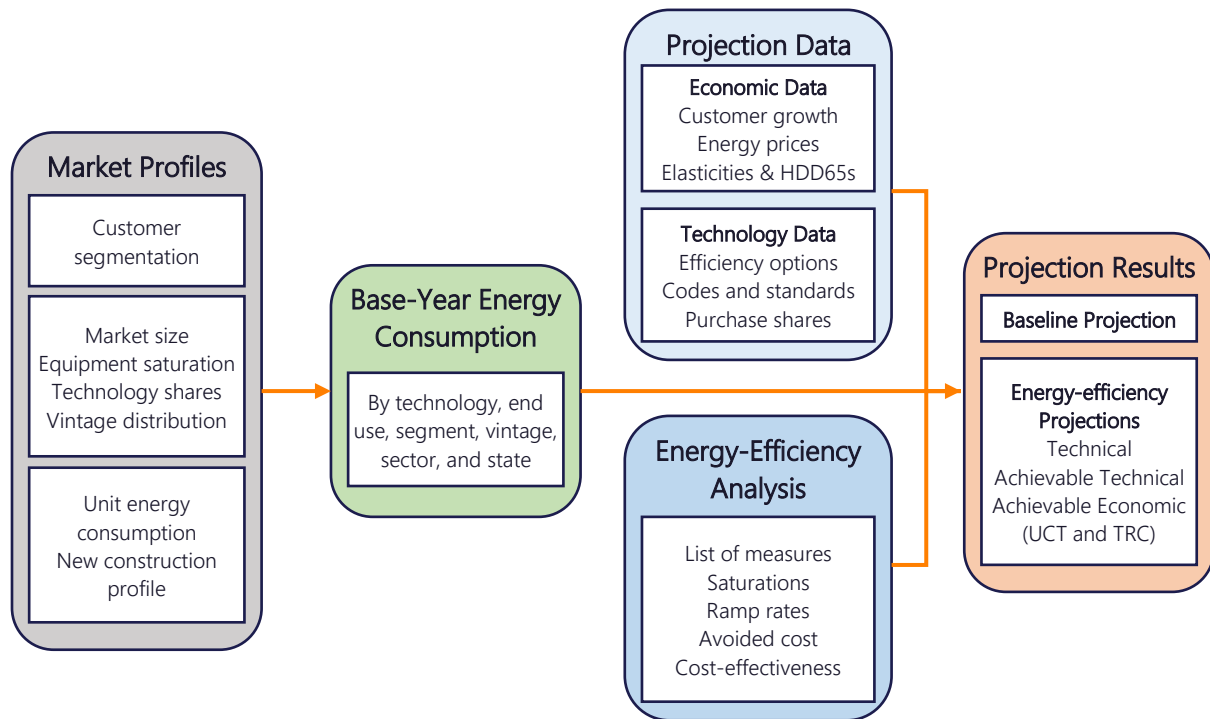 Market Profiles
Customer
segmentation
Market size
Equipment saturation
Technology shares
Vintage distribution
Unit energy
consumption
New construction
profile
Base-Year Energy
Consumption
By technology, end
use, segment, vintage,
sector, and state
Projection Data
Economic Data
Customer growth
Energy prices
Elasticities & HDD65s
Technology Data
Efficiency options
Codes and standards
Purchase shares
Energy-Efficiency
Analysis
List of measures
Saturations
Ramp rates
Avoided cost
Cost-effectiveness
Projection Results
Baseline Projection
Energy-efficiency
Projections
Technical
Achievable Technical
Achievable Economic
(UCT and TRC)